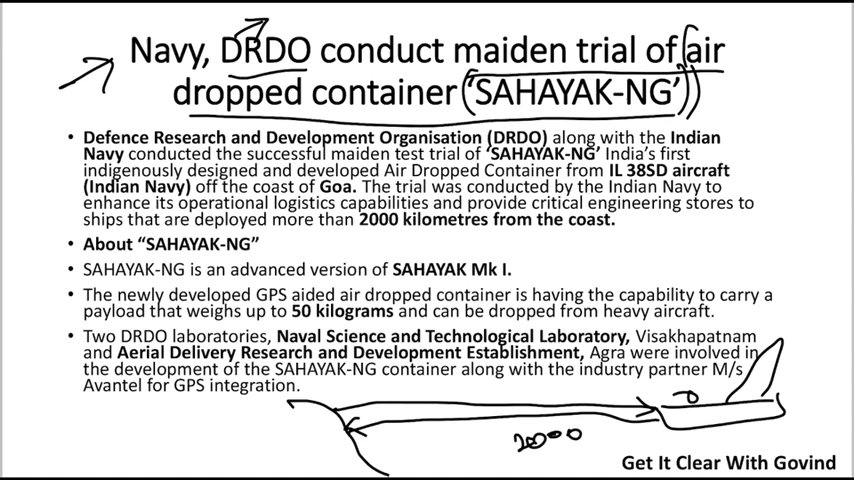 Navy, DRDO conduct maiden trial of air
dropped container ‘SAHAYAK-NG’
• Defence Research and Development Organisation (DRDO) along with the Indian
Navy conducted the successful maiden test trial of ‘SAHAYAK-NG’ India’s first
indigenously designed and developed Air Dropped Container from IL 38SD aircraft
(Indian Navy) off the coast of Goa. The trial was conducted by the Indian Navy to
enhance its operational logistics capabilities and provide critical engineering stores to
ships that are deployed more than 2000 kilometres from the coast.
• About “SAHAYAK-NG”
• SAHAYAK-NG is an advanced version of SAHAYAK Mk I.
• The newly developed GPS aided air dropped container is having the capability to carry a
payload that weighs up to 50 kilograms and can be dropped from heavy aircraft.
• Two DRDO laboratories, Naval Science and Technological Laboratory, Visakhapatnam
and Aerial Delivery Research and Development Establishment, Agra were involved in
the development of the SAHAYAK-NG container along with the industry partner M/s
Avantel for GPS integration.
2000
Get It Clear With Govind